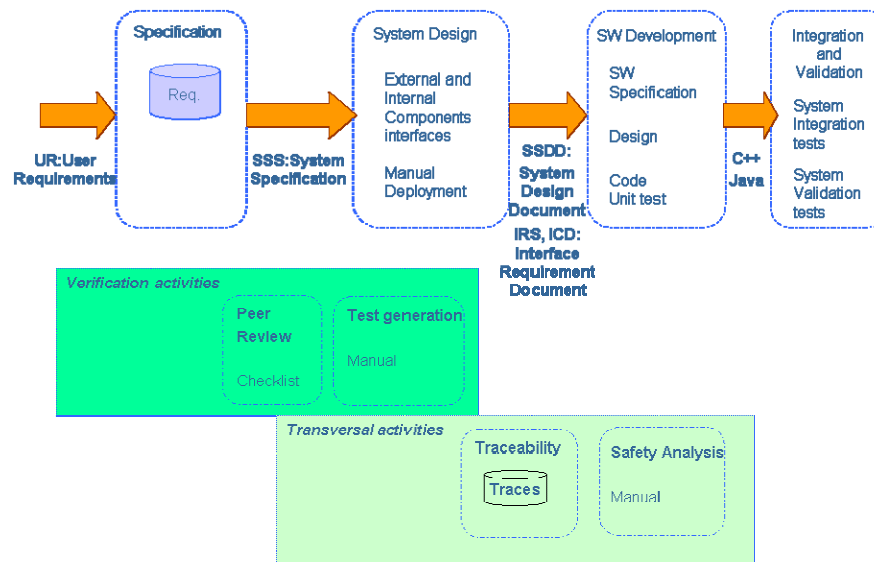 Specification
Req.
UR:User
Requirements
SSS:System
Specification
System Design
External and
Internal
Components
interfaces
Manual
Deployment
SSDD:
System
Design
Document
IRS, ICD:
Interface
Requirement
Document
SW Development
SW
Specification
Design
Code
Unit test
C++
Java
Integration
and
Validation
System
Integration
tests
System
Validation
tests
Verification activities
Peer
Review
Checklist
Test generation
Manual
Transversal activities
Traceability
Traces
Safety Analysis
Manual